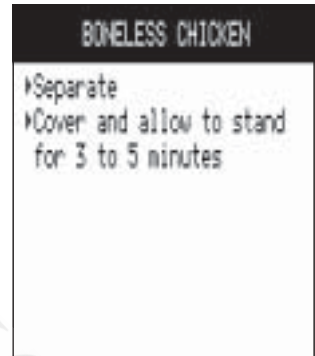 BONELESS CHICKEN
Separate
Cover and allow to stand
for 3 to 5 minutes